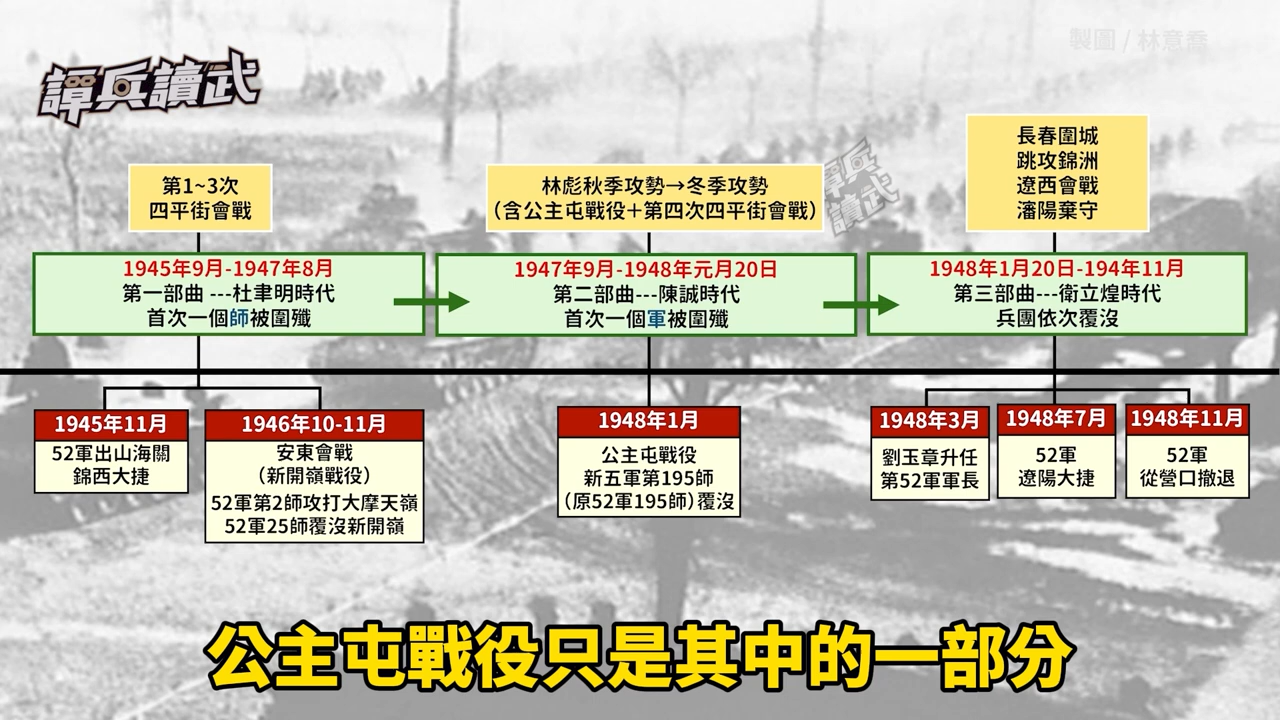 製圖 / 林意喬
譚兵讀武
第1~3次
四平街會戰
林彪秋季攻勢→冬季攻勢
（含公主屯戰役＋第四次四平街會戰）
譚兵
讀武
長春圍城
跳攻錦洲
遼西會戰
瀋陽棄守
1945年9月-1947年8月
第一部曲 ---杜聿明時代
首次一個師被圍殲
1947年9月-1948年元月20日
第二部曲---陳誠時代
首次一個軍被圍殲
1948年1月20日-194年11月
第三部曲---衛立煌時代
兵團依次覆沒
1945年11月
52軍出山海關
錦西大捷
1946年10-11月
安東會戰
（新開嶺戰役）
52軍第2師攻打大摩天嶺
52軍25師覆沒新開嶺
1948年1月
公主屯戰役
新五軍第195師
（原52軍195師）覆沒
1948年3月
劉玉章升任
第52軍軍長
1948年7月
52軍
遼陽大捷
1948年11月
52軍
從營口撤退
公主屯戰役只是其中的一部分